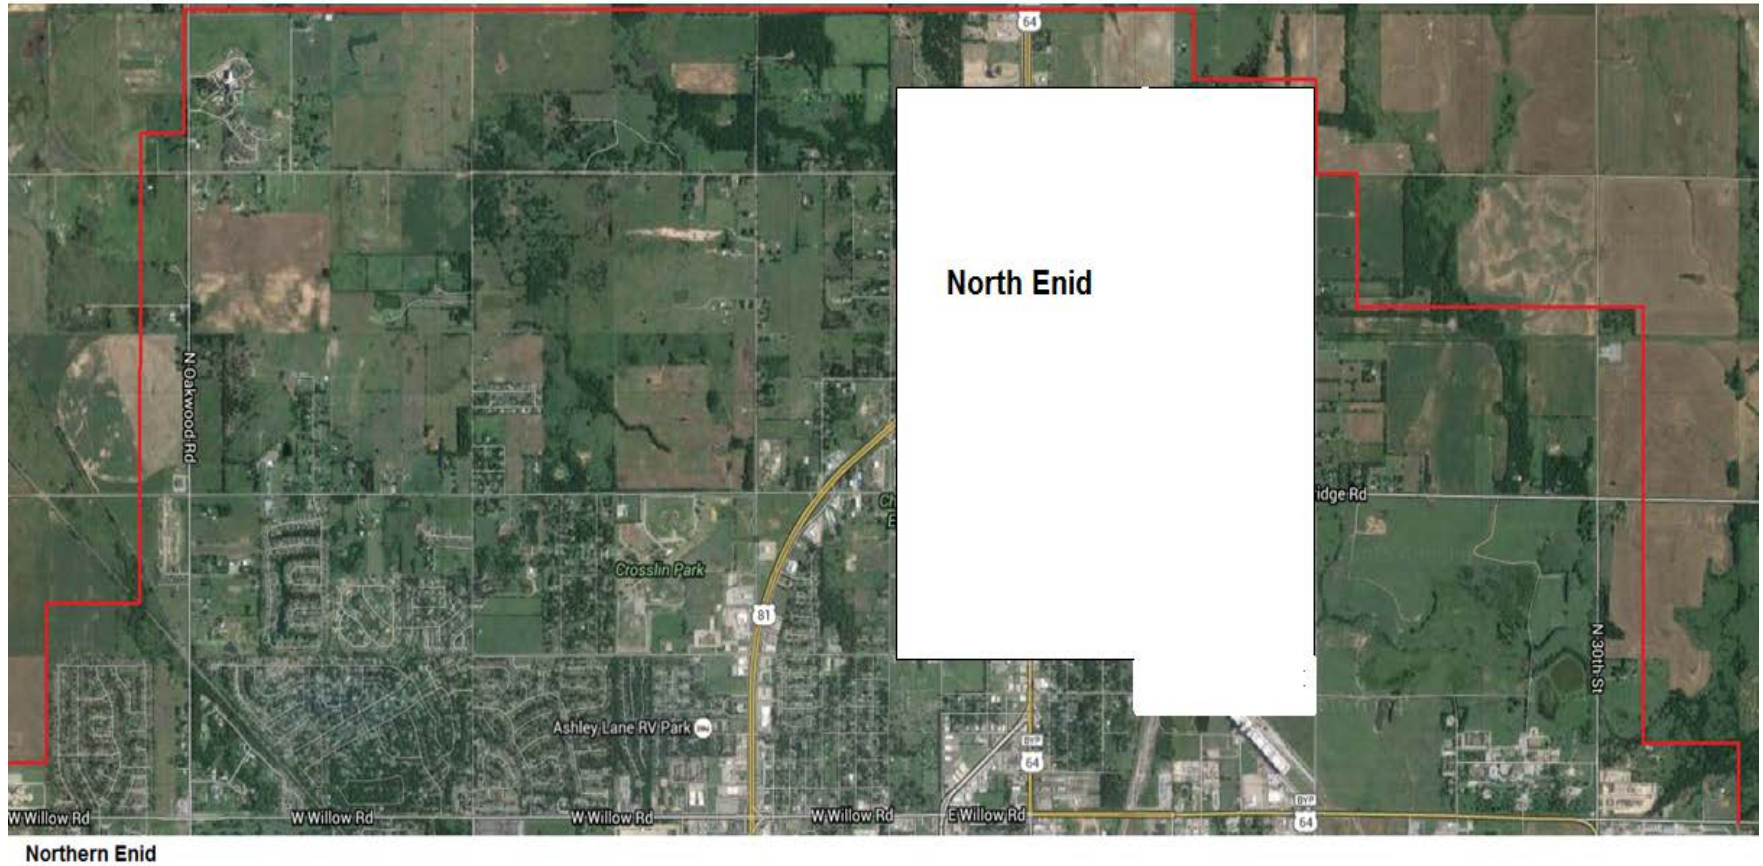 64
North Enid
N Oakwood Rd
Ch
E
idge Rd
Crosslin Park
81
N 30th St
Ashley Lane RV Park
BYP
64
BYP
64
W Willow Rd
W Willow Rd
W Willow Rd
W Willow Rd
E Willow Rd
Northern Enid